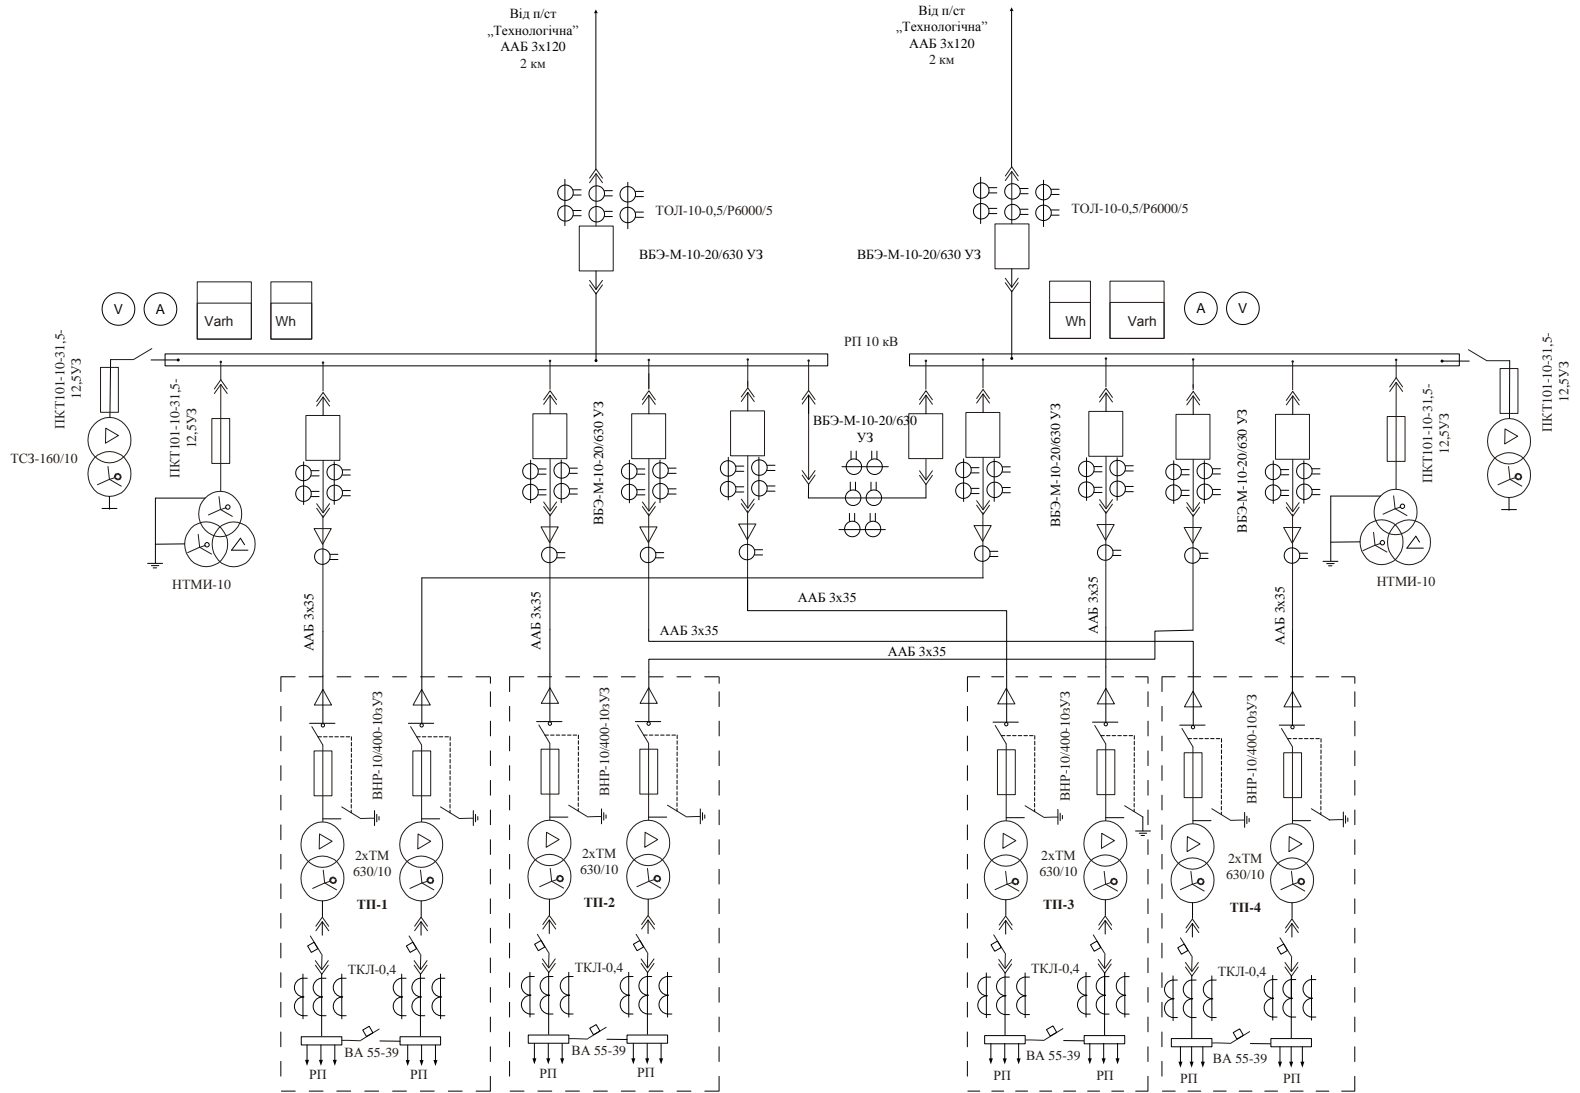 Від п/ст
„Технологічна”
ААБ 3х120
2 км
Від п/ст
„Технологічна”
ААБ 3х120
2 км
ТОЛ-10-0,5/Р6000/5
ТОЛ-10-0,5/Р6000/5
ВБЭ-М-10-20/630 УЗ
ВБЭ-М-10-20/630 УЗ
V
A
Varh
Wh
Wh
Varh
A
V
РП 10 кВ
ПКТ101-10-31,5-
12,5УЗ
ПКТ101-10-31,5-
12,5УЗ
ВБЭ-М-10-20/630 УЗ
ВБЭ-М-10-20/630
УЗ
ВБЭ-М-10-20/630 УЗ
ВБЭ-М-10-20/630 УЗ
ПКТ101-10-31,5-
12,5УЗ
ПКТ101-10-31,5-
12,5УЗ
ТСЗ-160/10
НТМИ-10
НТМИ-10
ААБ 3х35
ААБ 3х35
ААБ 3х35
ААБ 3х35
ААБ 3х35
ААБ 3х35
ААБ 3х35
ВНР-10/400-10зУЗ
ВНР-10/400-10зУЗ
ВНР-10/400-10зУЗ
ВНР-10/400-10зУЗ
2хТМ
630/10
2хТМ
630/10
2хТМ
630/10
2хТМ
630/10
ТП-1
ТП-2
ТП-3
ТП-4
ТКЛ-0,4
ТКЛ-0,4
ТКЛ-0,4
ТКЛ-0,4
ВА 55-39
ВА 55-39
ВА 55-39
ВА 55-39
РП
РП
РП
РП
РП
РП
РП
РП